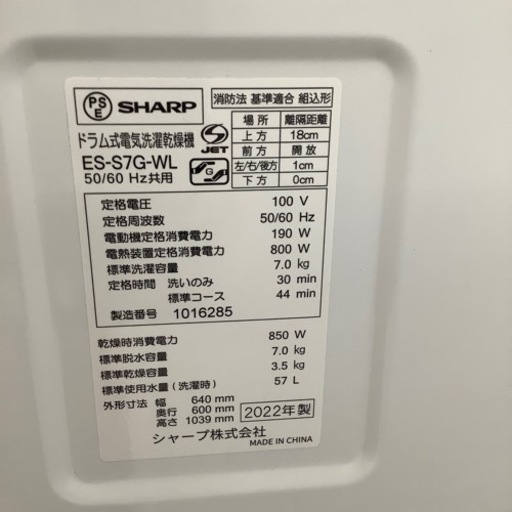 PS E SHARP
ドラム式電気洗濯乾燥機
ES-S7G-WL
50/60 Hz共用
JET
G
消防法 基準適合 組込形
場所 離隔距離
上方 18cm
前方 開放
左/右/後方 1cm
下方 0cm
定格電圧 100 V
定格周波数 50/60 Hz
電動機定格消費電力 190 W
電熱装置定格消費電力 800 W
標準洗濯容量 7.0 kg
定格時間 洗いのみ 30 min
標準コース 44 min
製造番号 1016285
乾燥時消費電力 850 W
標準脱水容量 7.0 kg
標準乾燥容量 3.5 kg
標準使用水量(洗濯時) 57 L
外形寸法 幅 640 mm
奥行 600 mm
高さ 1039 mm
2022年製
シャープ株式会社
MADE IN CHINA